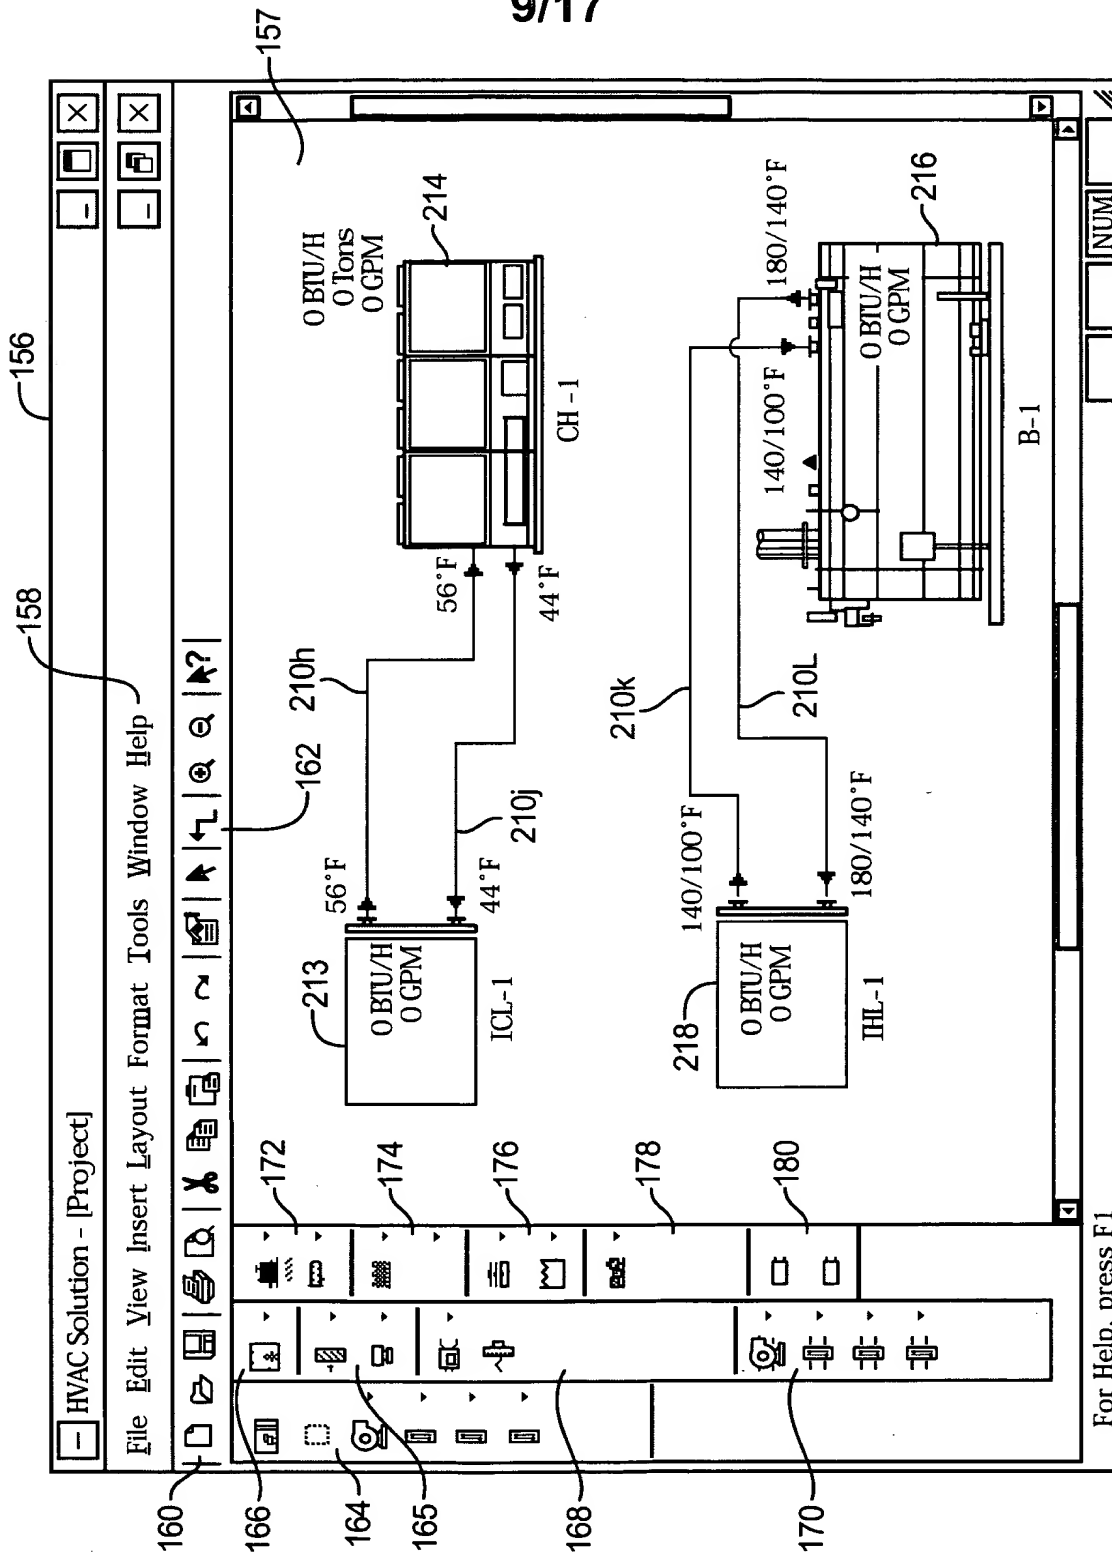 9/17
156
158
157
HVAC Solution - [Project]
File Edit View Insert Layout Format Tools Window Help
160
162
166
164
165
168
170
172
174
176
178
180
213
0 BTU/H
0 GPM
ICL-1
56°F
44°F
210h
210j
56°F
44°F
0 BTU/H
0 Tons
0 GPM
214
CH -1
218
0 BTU/H
0 GPM
IHL-1
140/100°F
180/140°F
210k
210L
140/100°F
180/140°F
0 BTU/H
0 GPM
216
B-1
For Help, press F1
NUM